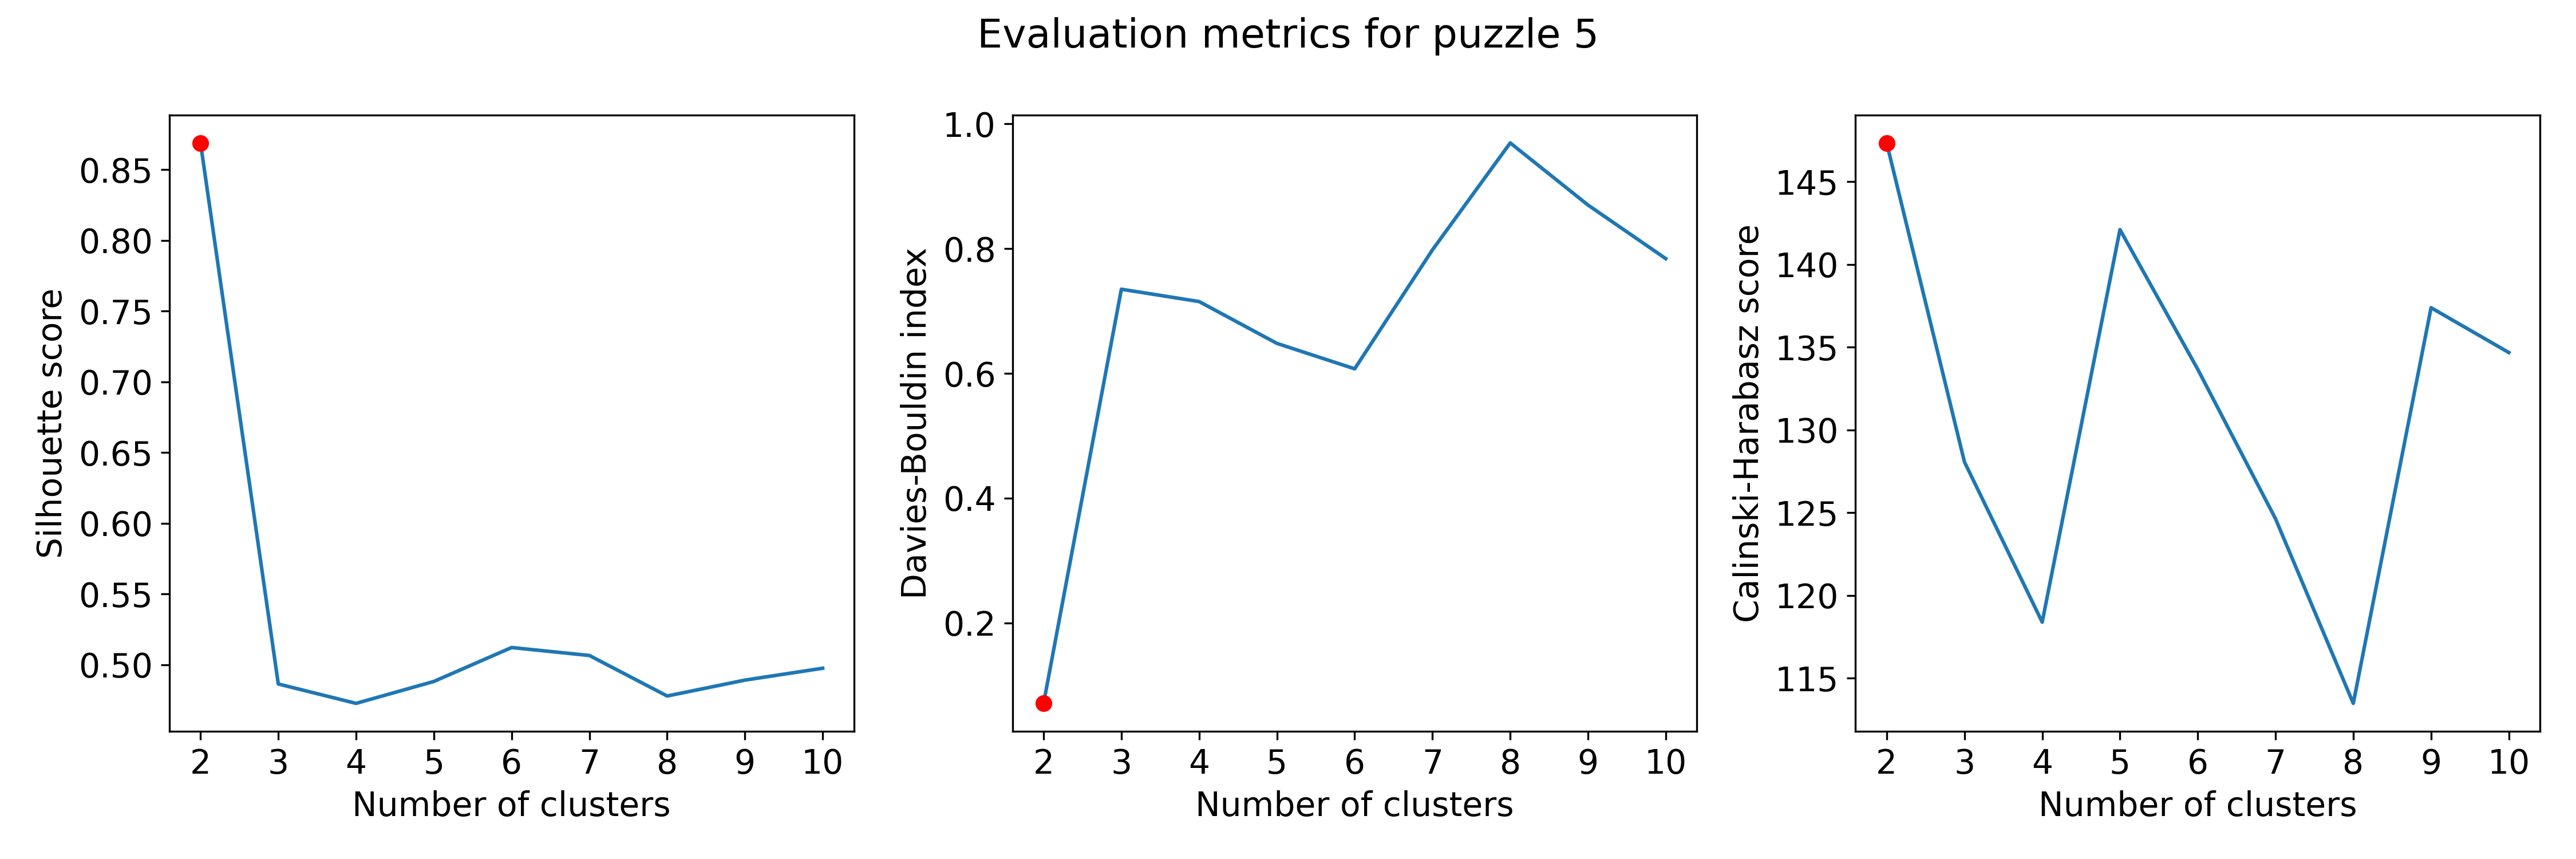 Evaluation metrics for puzzle 5
Silhouette score
0.85
0.80
0.75
0.70
0.65
0.60
0.55
0.50
2 3 4 5 6 7 8 9 10
Number of clusters
Davies-Bouldin index
1.0
0.8
0.6
0.4
0.2
2 3 4 5 6 7 8 9 10
Number of clusters
Calinski-Harabasz score
145
140
135
130
125
120
115
2 3 4 5 6 7 8 9 10
Number of clusters